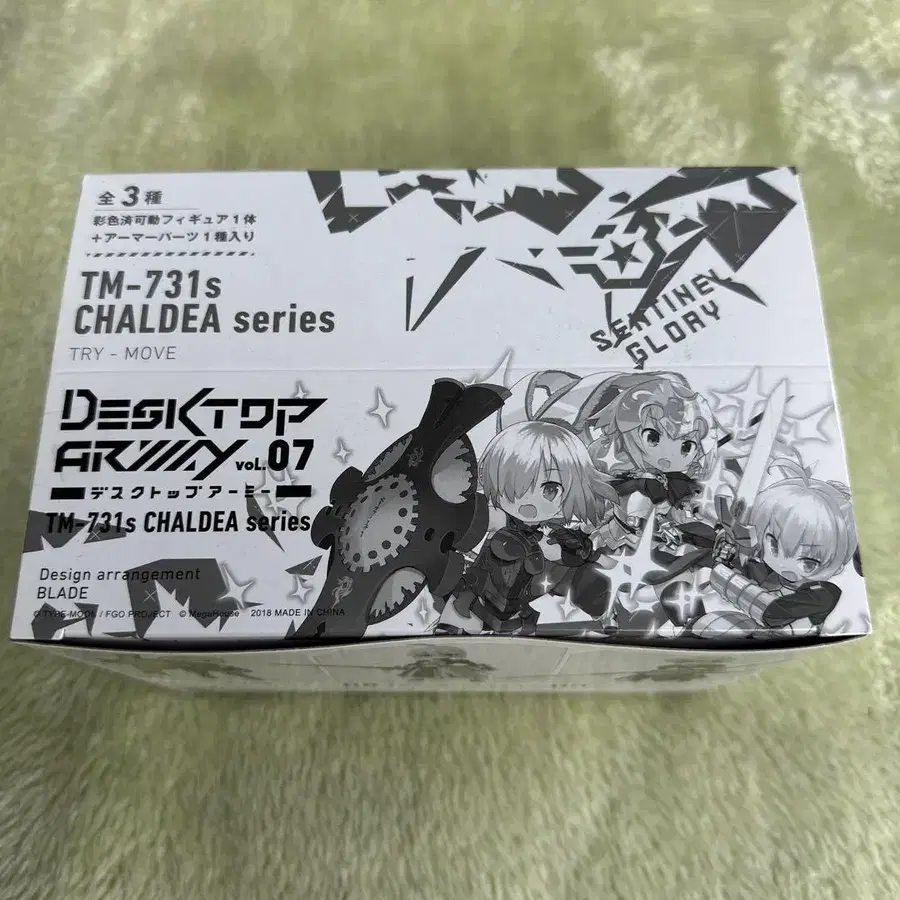 全3種
彩色済可動フィギュア1体
+アーマーパーツ1種入り
TM-731s
CHALDEA series
TRY - MOVE
SENTINEL
GLORY
DESKTOP
ARMY VOL.07
デスクトップアーミー
TM-731s CHALDEA series
Design arrangement
BLADE
© TYPE-MOON / FGO PROJECT © MegaHouse 2018 MADE IN CHINA